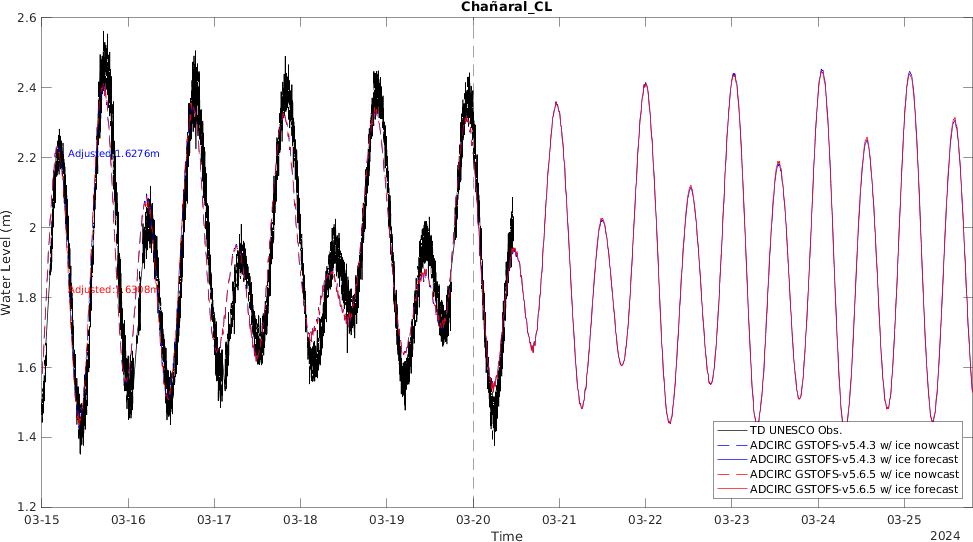 Chañaral_CL
2.6
2.4
2.2
2
1.8
1.6
1.4
1.2
Water Level (m)
Adjusted:1.6276m
Adjusted:1.6308m
TD UNESCO Obs.
ADCIRC GSTOFS-v5.4.3 w/ ice nowcast
ADCIRC GSTOFS-v5.4.3 w/ ice forecast
ADCIRC GSTOFS-v5.6.5 w/ ice nowcast
ADCIRC GSTOFS-v5.6.5 w/ ice forecast
03-15 03-16 03-17 03-18 03-19 03-20 03-21 03-22 03-23 03-24 03-25
Time
2024